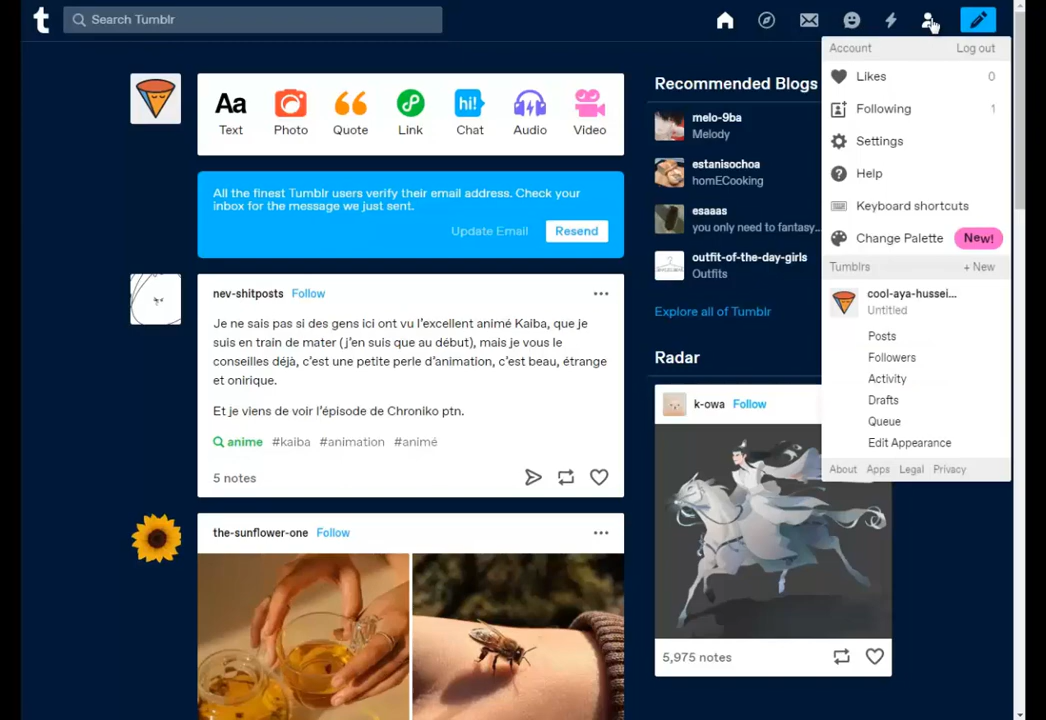 t
Search Tumblr
Account
Log out
Likes 0
Following 1
Settings
Help
Keyboard shortcuts
Change Palette New!
Tumblrs + New
cool-aya-hussei...
Untitled
Posts
Followers
Activity
Drafts
Queue
Edit Appearance
About Apps Legal Privacy
Aa
Text Photo Quote Link Chat Audio Video
hi!
All the finest Tumblr users verify their email address. Check your
inbox for the message we just sent.
Update Email Resend
nev-shitposts Follow
Je ne sais pas si des gens ici ont vu l'excellent animé Kaiba, que je
suis en train de mater (j'en suis que au début), mais je vous le
conseilles déjà, c'est une petite perle d'animation, c'est beau, étrange
et onirique.
Et je viens de voir l'épisode de Chroniko ptn.
anime #kaiba #animation #animé
5 notes
the-sunflower-one Follow
Recommended Blogs
melo-9ba
Melody
estanisochoa
homECooking
esaaas
you only need to fantasy...
outfit-of-the-day-girls
Outfits
Explore all of Tumblr
Radar
k-owa Follow
5,975 notes